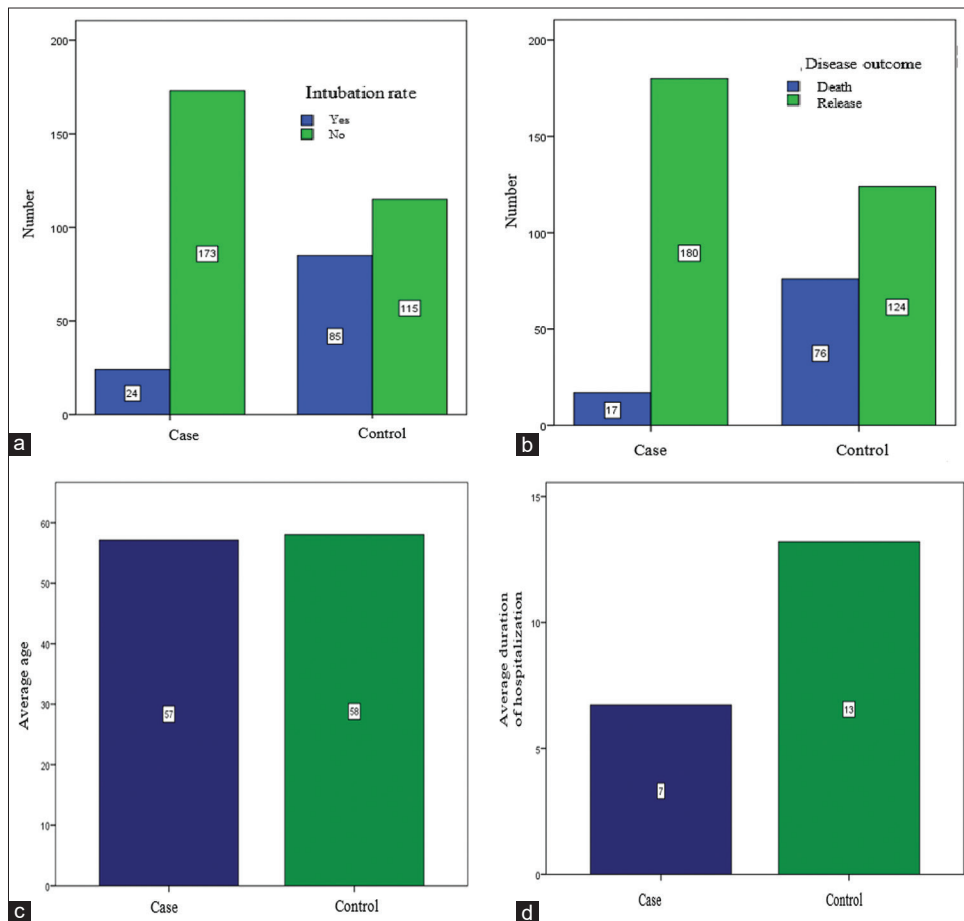 200
150
100
50
0
Number
Intubation rate
Yes
No
173
24
85
115
Case
Control
a
200
150
100
50
0
Number
, Disease outcome
Death
Release
180
17
76
124
Case
Control
b
60
50
40
30
20
10
0
Average age
57
58
Case
Control
c
15
10
5
0
Average duration
of hospitalization
7
13
Case
Control
d